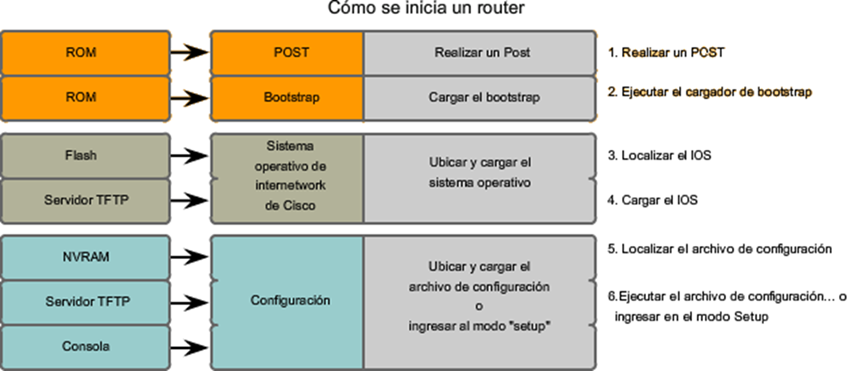 Cómo se inicia un router
ROM
POST
Realizar un Post
1. Realizar un POST
ROM
Bootstrap
Cargar el bootstrap
2. Ejecutar el cargador de bootstrap
Flash
Servidor TFTP
Sistema
operativo de
internetwork
de Cisco
Ubicar y cargar el
sistema operativo
3. Localizar el IOS
4. Cargar el IOS
NVRAM
Servidor TFTP
Consola
Configuración
Ubicar y cargar el
archivo de configuración
o
ingresar al modo "setup"
5. Localizar el archivo de configuración
6.Ejecutar el archivo de configuración... o
ingresar en el modo Setup